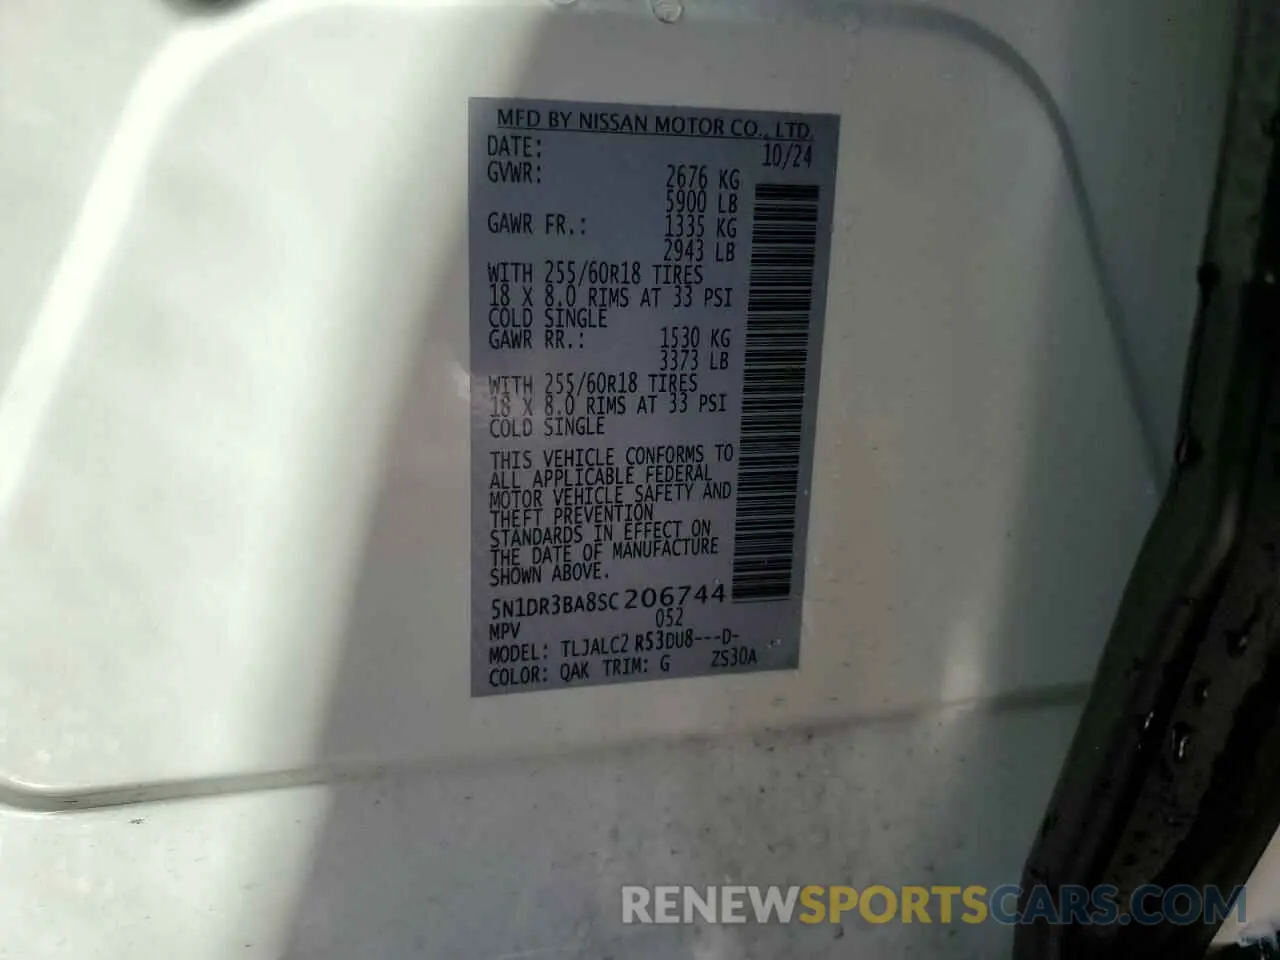 MFD BY NISSAN MOTOR CO., LTD.
DATE: 10/24
GVWR: 2676 KG
5900 LB
GAWR FR.: 1335 KG
2943 LB
WITH 255/60R18 TIRES
18 X 8.0 RIMS AT 33 PSI
COLD SINGLE
GAWR RR.: 1530 KG
3373 LB
WITH 255/60R18 TIRES
18 X 8.0 RIMS AT 33 PSI
COLD SINGLE
THIS VEHICLE CONFORMS TO
ALL APPLICABLE FEDERAL
MOTOR VEHICLE SAFETY AND
THEFT PREVENTION
STANDARDS IN EFFECT ON
THE DATE OF MANUFACTURE
SHOWN ABOVE.
5N1DR3BA8SC206744
MPV 052
MODEL: TLJALC2 R53DU8---D-
COLOR: QAK TRIM: G ZS30A
RENEWSPORTSCARS.COM